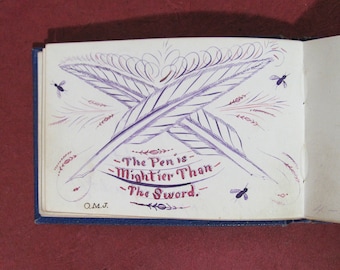 The Pen is
Mightier Than
The Sword.
O.M.J.